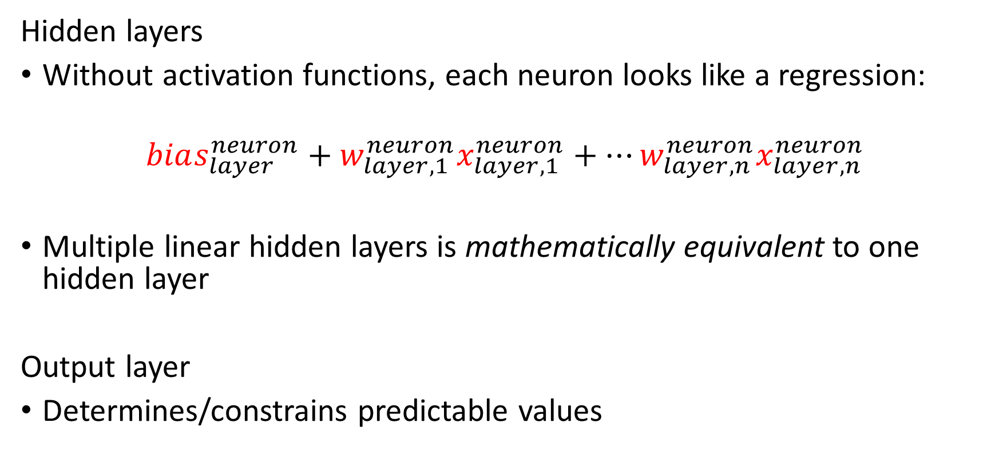 Hidden layers
• Without activation functions, each neuron looks like a regression:
$bias_{layer}^{neuron} + w_{layer,1}^{neuron} x_{layer,1}^{neuron} + \cdots w_{layer,n}^{neuron} x_{layer,n}^{neuron}$
• Multiple linear hidden layers is mathematically equivalent to one
hidden layer
Output layer
• Determines/constrains predictable values